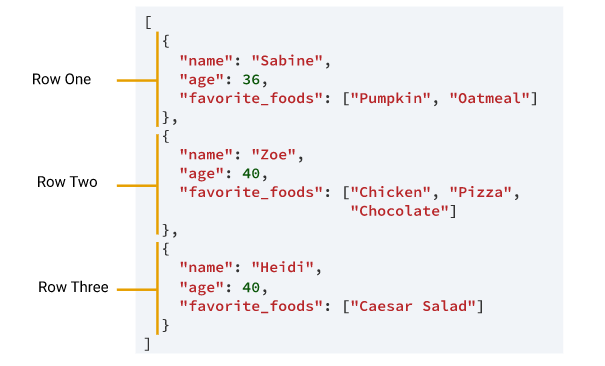 [
{
"name": "Sabine",
Row One
"age": 36,
"favorite_foods": ["Pumpkin", "Oatmeal"]
},
{
"name": "Zoe",
"age": 40,
Row Two
"favorite_foods": ["Chicken", "Pizza",
"Chocolate"]
},
{
"name": "Heidi",
Row Three
"age": 40,
"favorite_foods": ["Caesar Salad"]
}
]